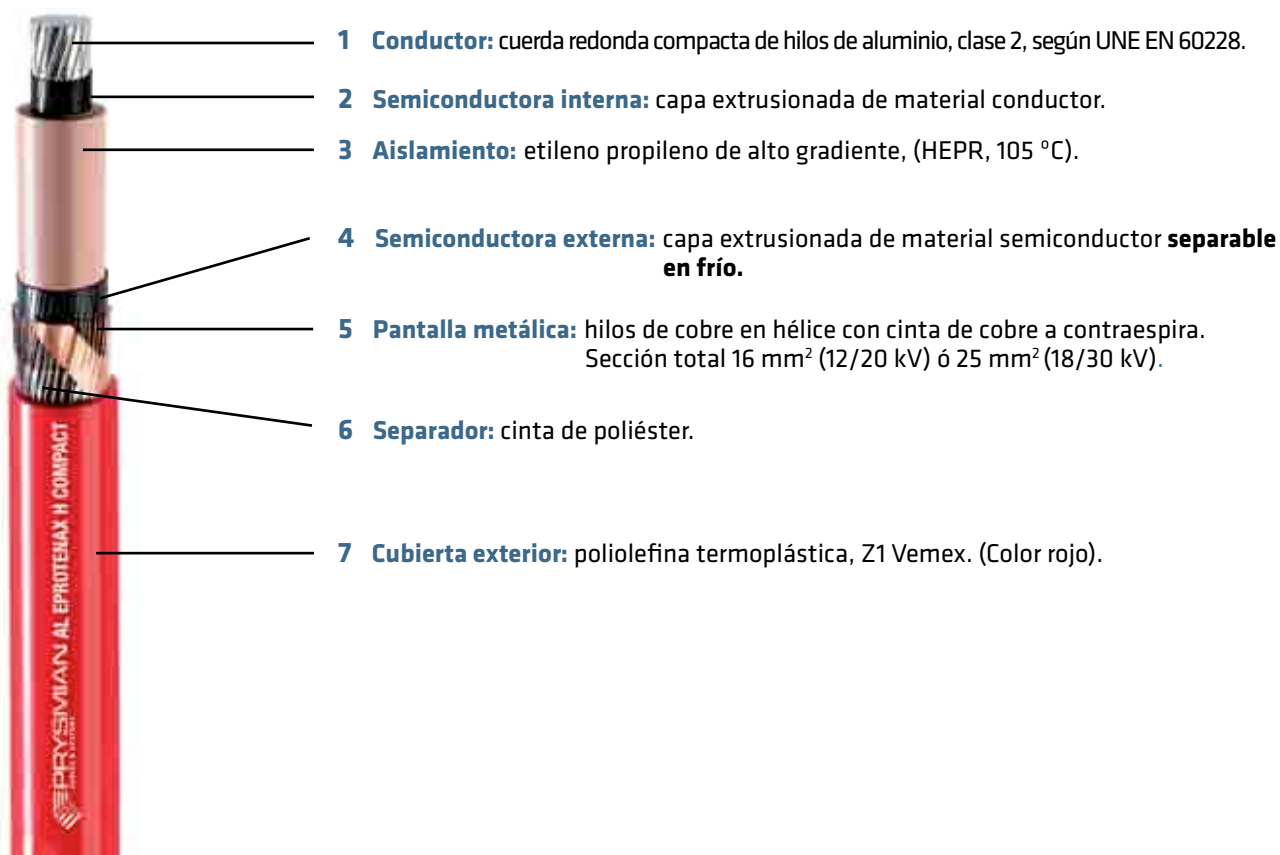 1 Conductor: cuerda redonda compacta de hilos de aluminio, clase 2, según UNE EN 60228.
2 Semiconductora interna: capa extrusionada de material conductor.
3 Aislamiento: etileno propileno de alto gradiente, (HEPR, 105 ºC).
4 Semiconductora externa: capa extrusionada de material semiconductor separable
en frío.
5 Pantalla metálica: hilos de cobre en hélice con cinta de cobre a contraespira.
Sección total 16 mm² (12/20 kV) ó 25 mm² (18/30 kV).
6 Separador: cinta de poliéster.
7 Cubierta exterior: poliolefina termoplástica, Z1 Vemex. (Color rojo).
PRYSMIAN AL EPROTENAX H COMPACT